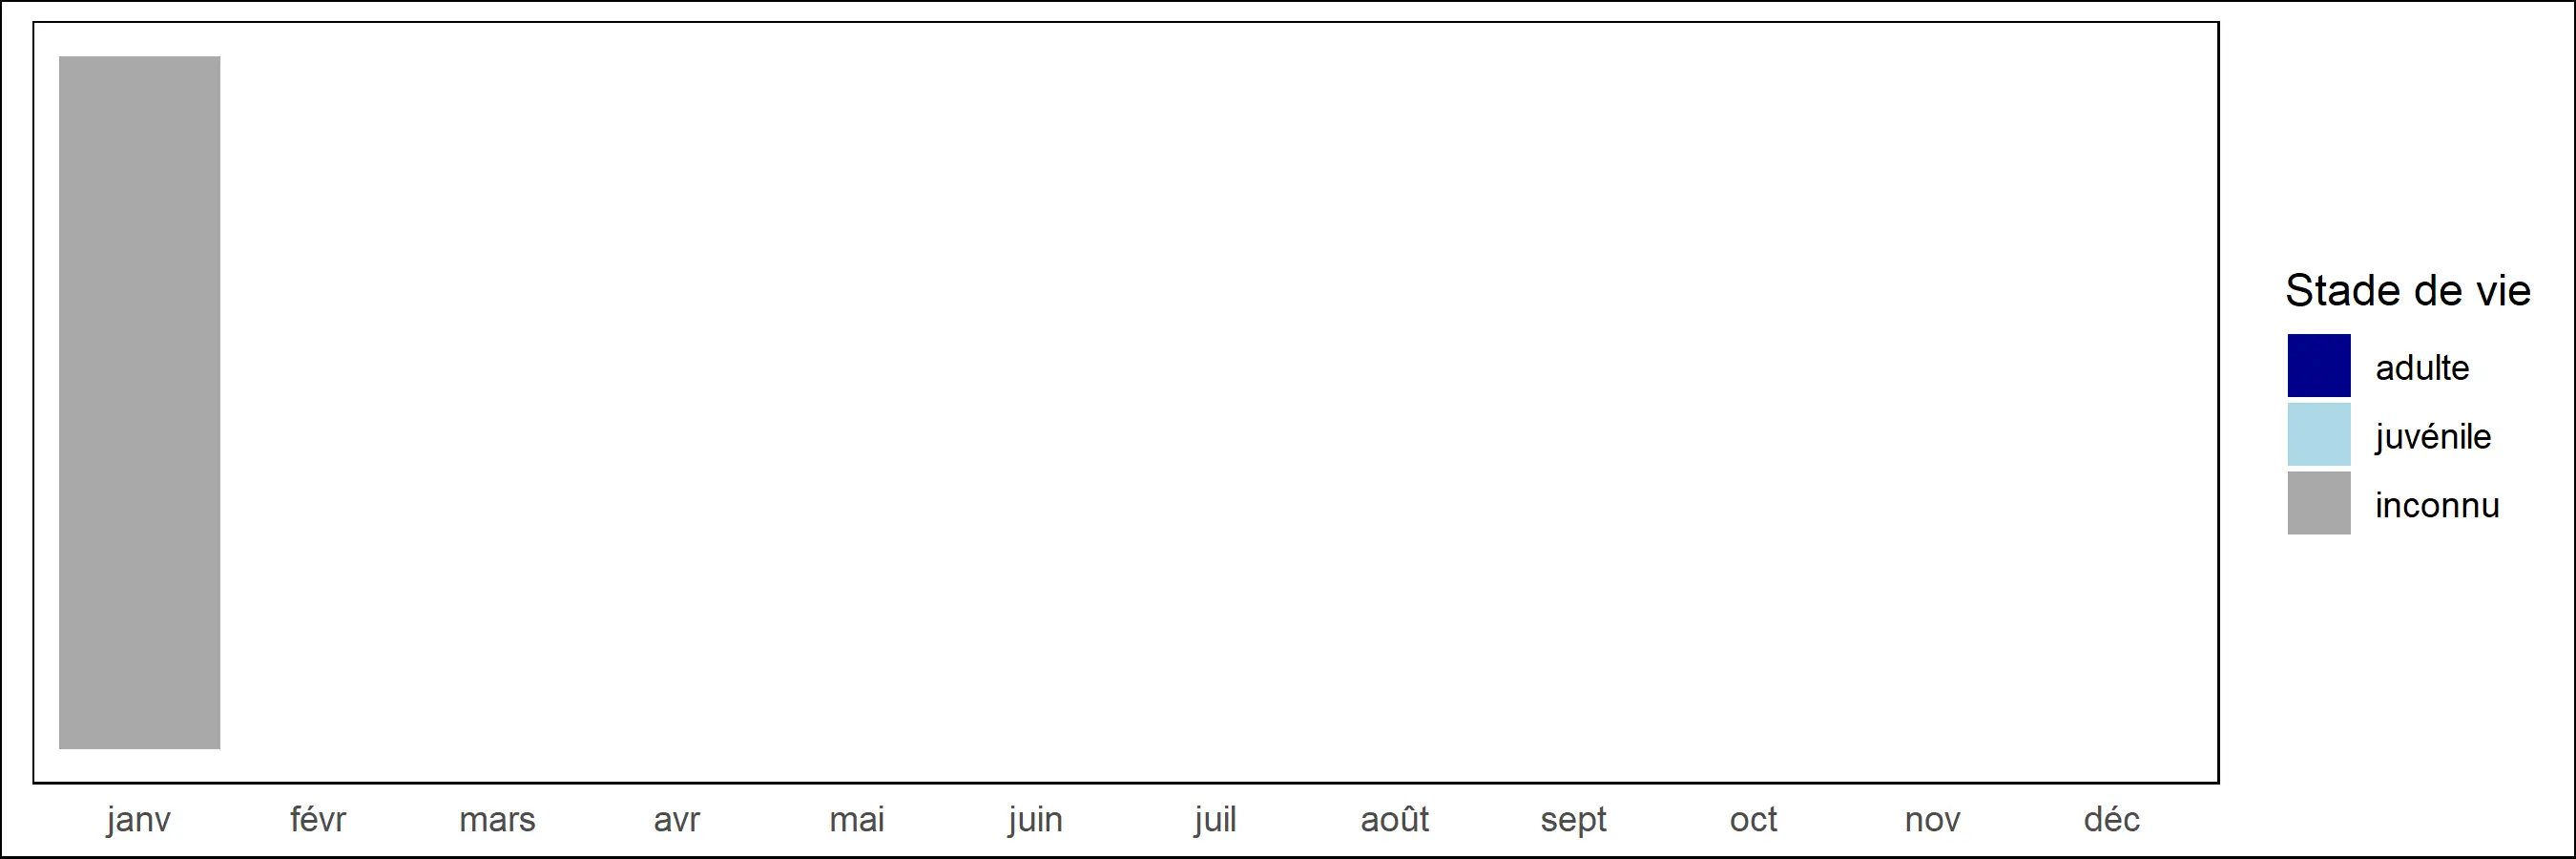 Stade de vie
adulte
juvénile
inconnu
janv févr mars avr mai juin juil août sept oct nov déc